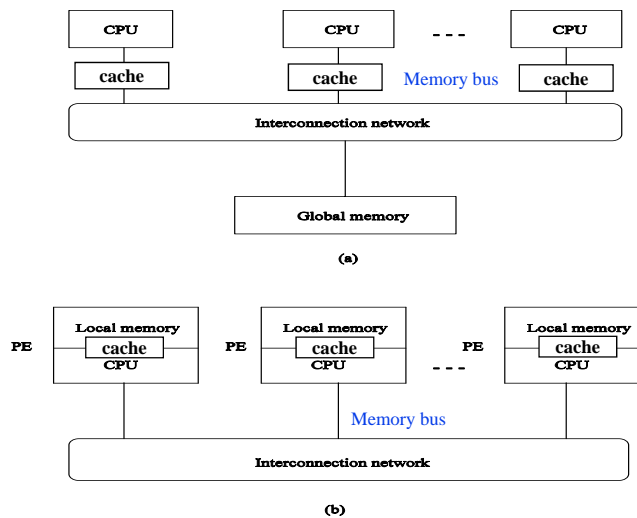 CPU CPU - - - CPU
cache cache Memory bus cache
Interconnection network
Global memory
(a)
Local memory Local memory Local memory
PE cache PE cache PE cache
CPU CPU - - - CPU
Memory bus
Interconnection network
(b)